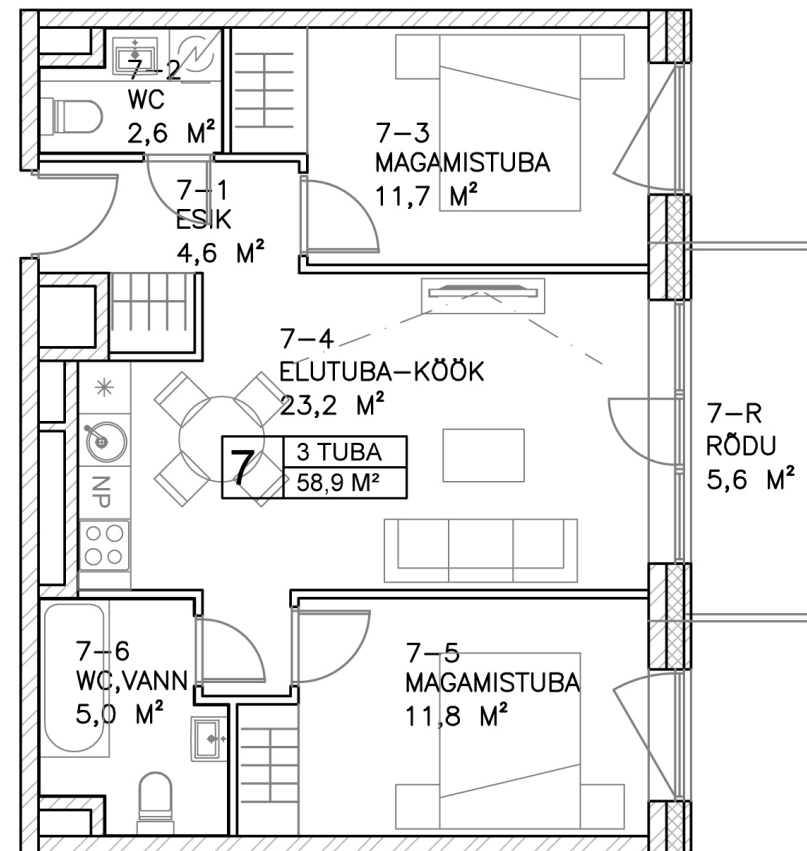 7-2
WC
2,6 M²
7-1
ESIK
4,6 M²
7-3
MAGAMISTUBA
11,7 M²
7-4
ELUTUBA-KÖÖK
23,2 M²
7 3 TUBA
58,9 M²
NP
7-R
RÕDU
5,6 M²
7-6
WC,VANN
5,0 M²
7-5
MAGAMISTUBA
11,8 M²